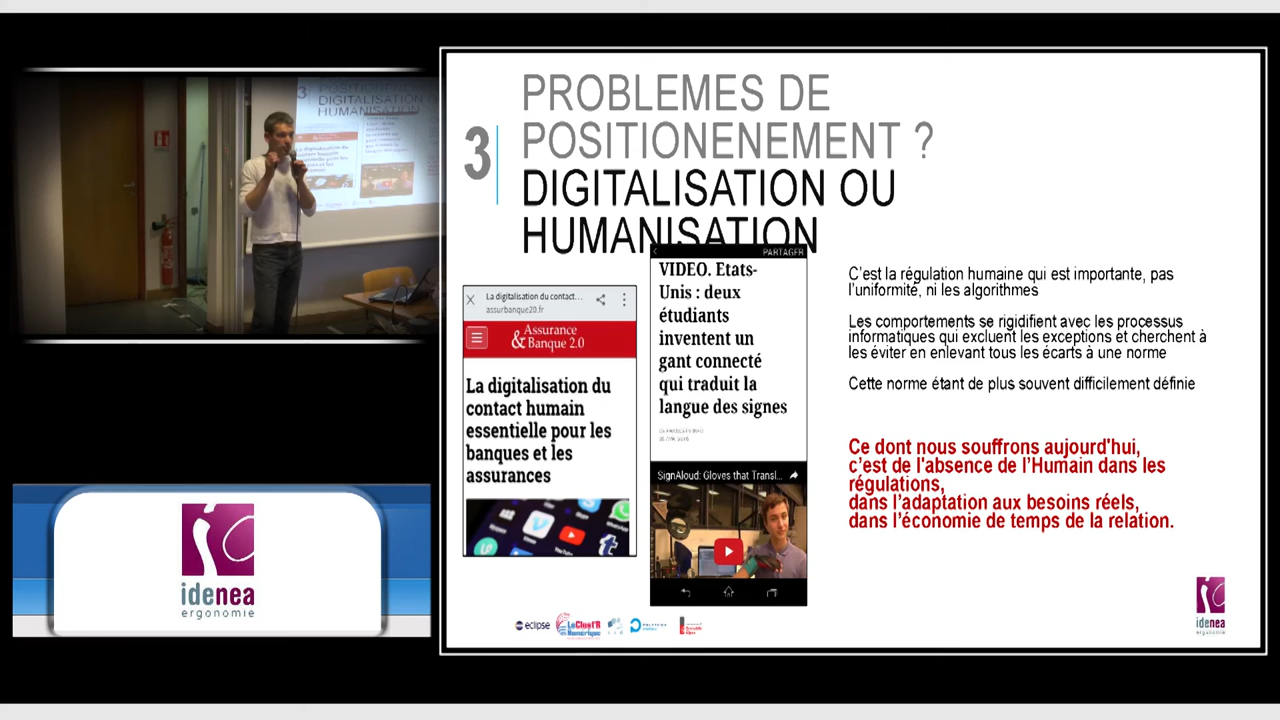 3
PROBLEMES DE
POSITIONENEMENT ?
DIGITALISATION OU
HUMANISATION
La digitalisation du contact...
assurbanque20.fr
Assurance
& Banque 2.0
La digitalisation du
contact humain
essentielle pour les
banques et les
assurances
PARTAGER
VIDEO. Etats-
Unis : deux
étudiants
inventent un
gant connecté
qui traduit la
langue des signes
SignAloud: Gloves that Transl...
C'est la régulation humaine qui est importante, pas
l'uniformité, ni les algorithmes
Les comportements se rigidifient avec les processus
informatiques qui excluent les exceptions et cherchent à
les éviter en enlevant tous les écarts à une norme
Cette norme étant de plus souvent difficilement définie
Ce dont nous souffrons aujourd'hui,
c'est de l'absence de l'Humain dans les
régulations,
dans l'adaptation aux besoins réels,
dans l'économie de temps de la relation.
3
DIGITALISATION
HUMANISATION
idenea
ergonomie
eclipse
LeClust'R
Numérique
idenea
ergonomie